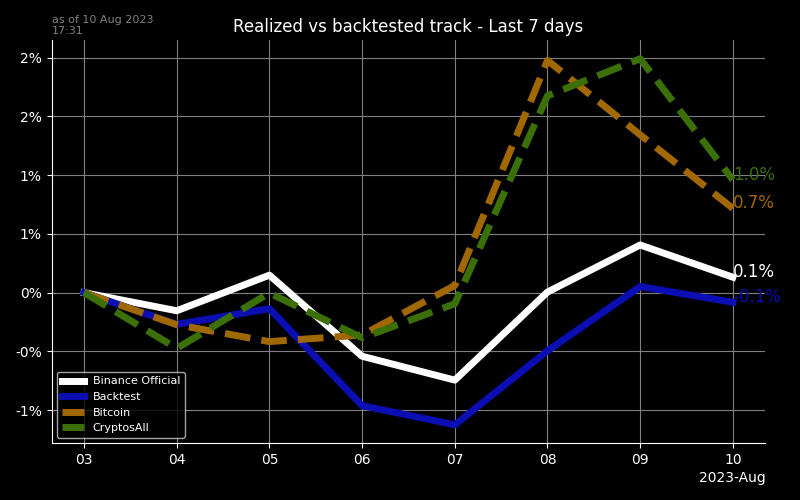 as of 10 Aug 2023
17:31
Realized vs backtested track - Last 7 days
2%
2%
1%
1%
0%
-0%
-1%
1.0%
0.7%
0.1%
-0.1%
Binance Official
Backtest
Bitcoin
CryptosAll
03 04 05 06 07 08 09 10
2023-Aug